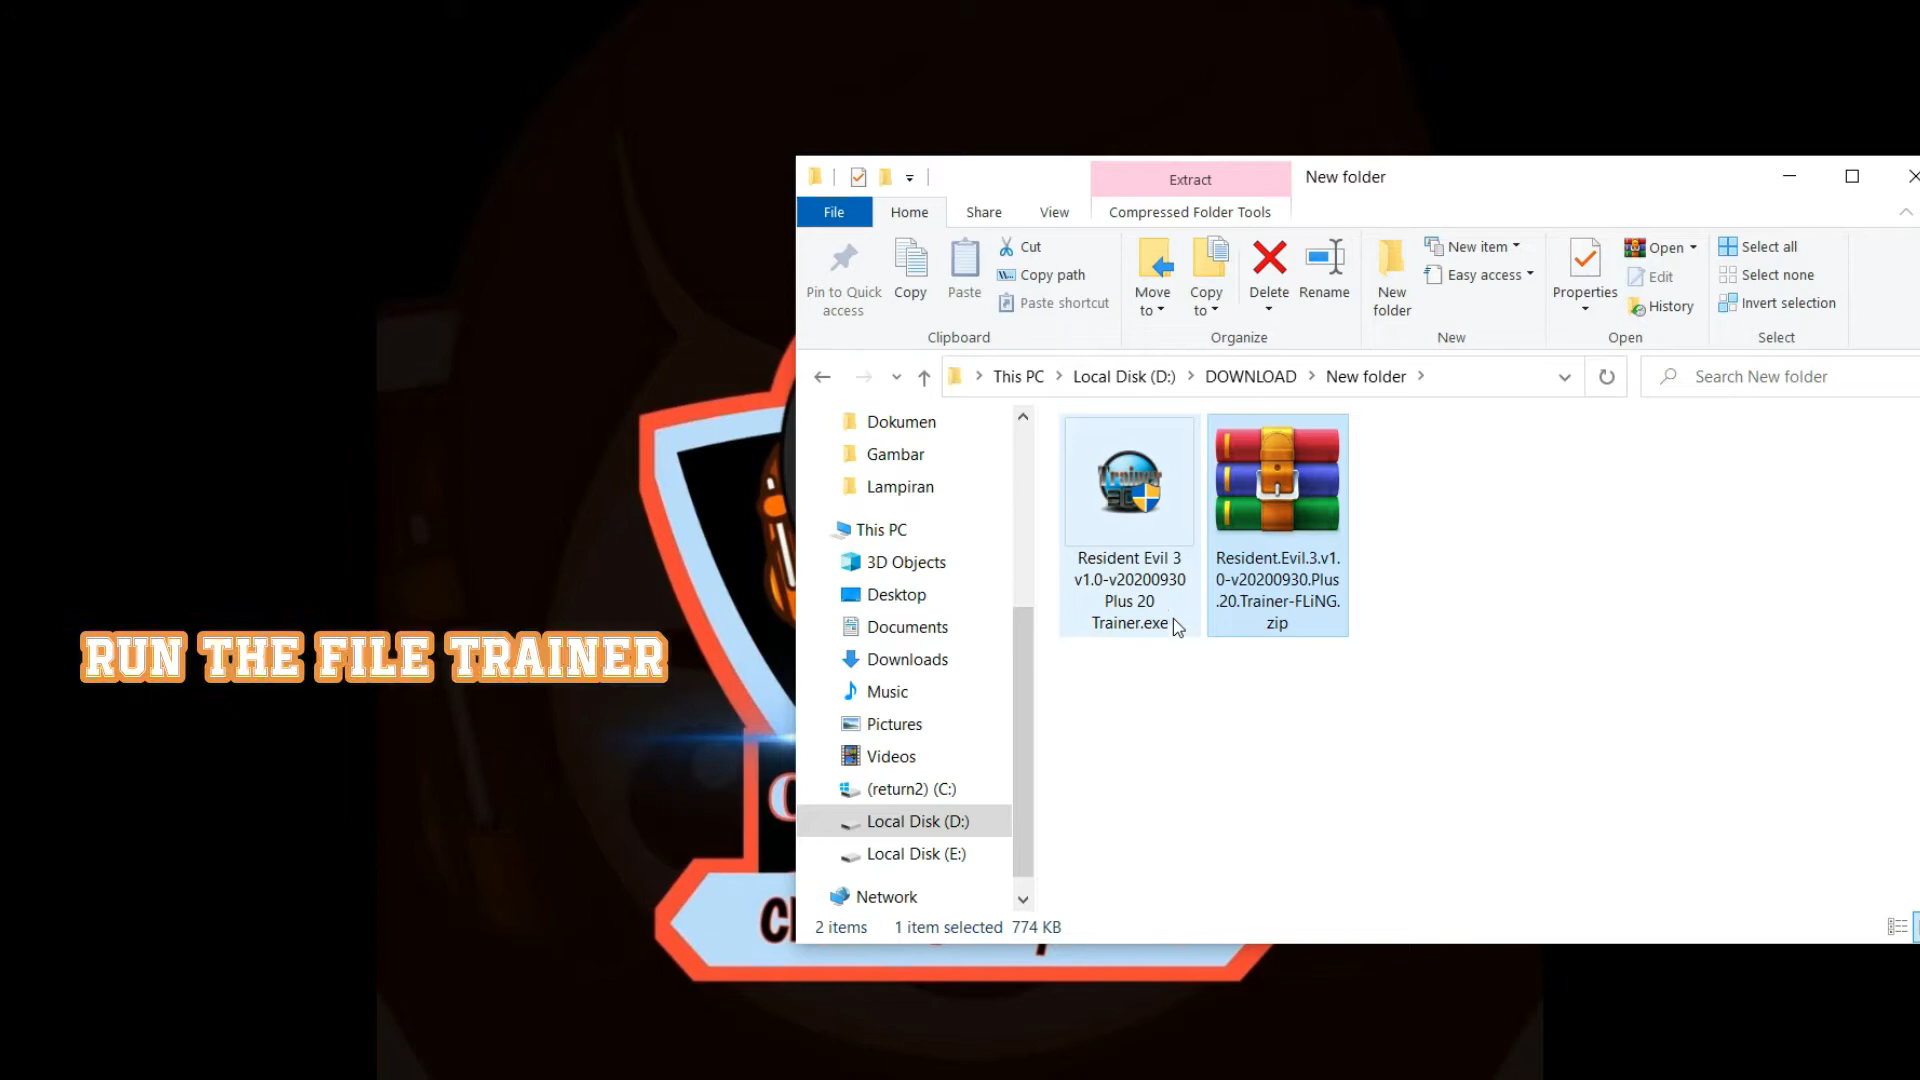 Extract
New folder
File
Home
Share
View
Compressed Folder Tools
Pin to Quick
access
Copy
Paste
Cut
Copy path
Paste shortcut
Clipboard
Move
to
Copy
to
Delete
Rename
Organize
New
folder
New item
Easy access
New
Properties
Open
Edit
History
Open
Select all
Select none
Invert selection
Select
This PC
Local Disk (D:)
DOWNLOAD
New folder
Search New folder
Dokumen
Gambar
Lampiran
This PC
3D Objects
Desktop
Documents
Downloads
Music
Pictures
Videos
(return2) (C:)
Local Disk (D:)
Local Disk (E:)
Network
Resident Evil 3
v1.0-v20200930
Plus 20
Trainer.exe
Resident.Evil.3.v1.
0-v20200930.Plus
.20.Trainer-FLiNG.
zip
RUN THE FILE TRAINER
2 items
1 item selected 774 KB